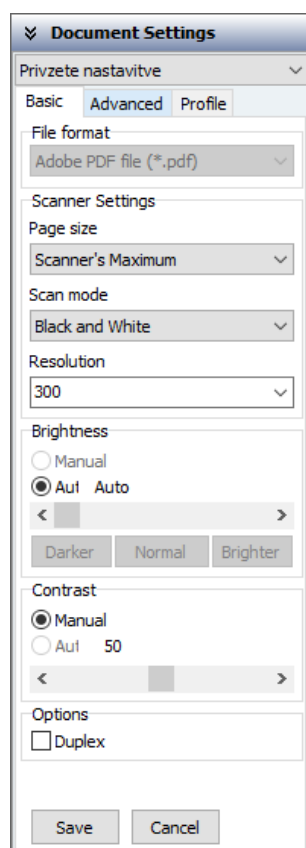 Document Settings
Privzete nastavitve
Basic Advanced Profile
File format
Adobe PDF file (*.pdf)
Scanner Settings
Page size
Scanner's Maximum
Scan mode
Black and White
Resolution
300
Brightness
Manual
Aut Auto
Darker Normal Brighter
Contrast
Manual
Aut 50
Options
Duplex
Save Cancel